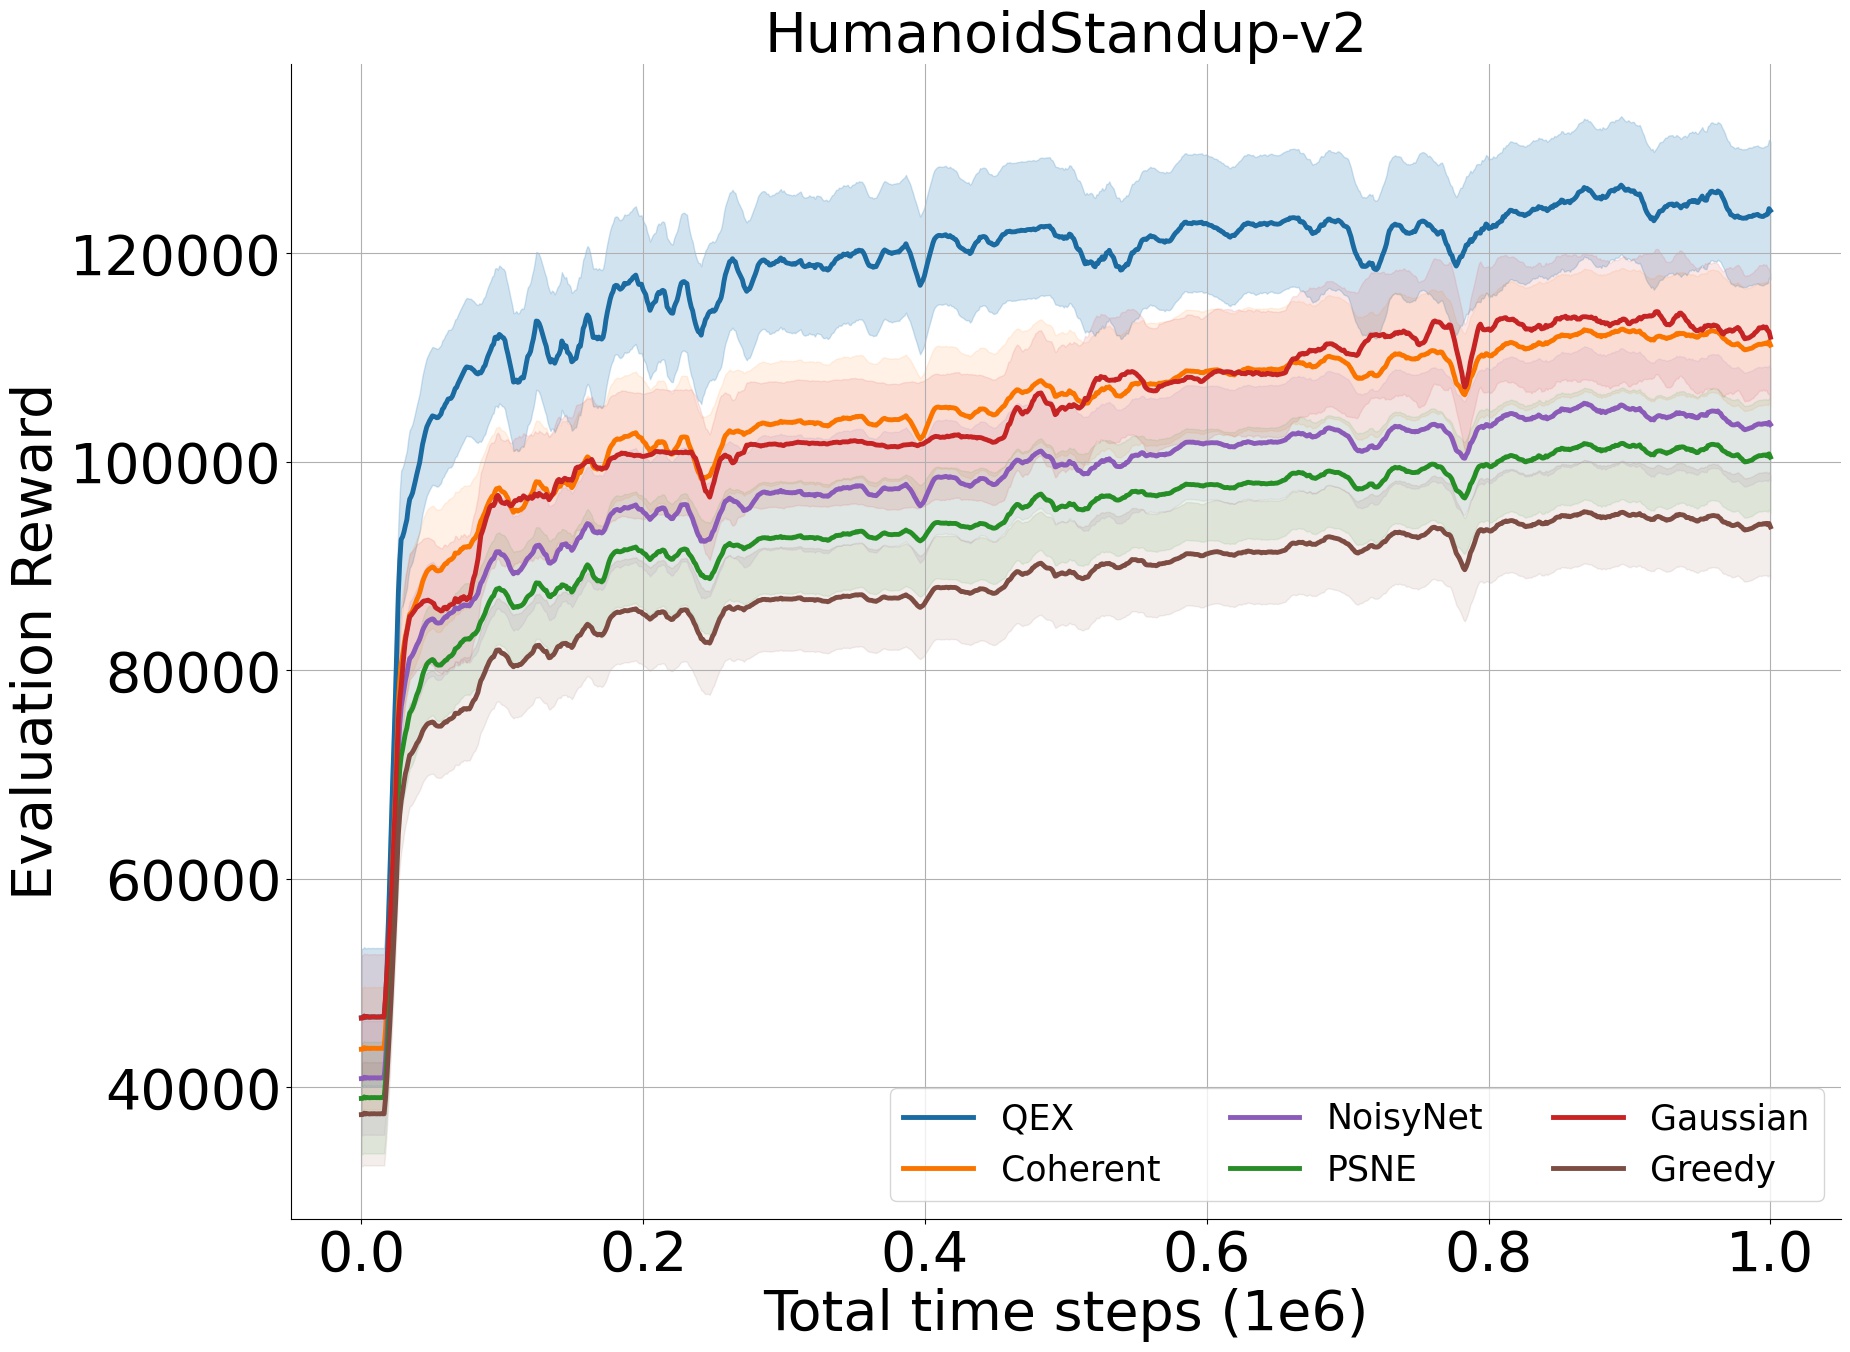 HumanoidStandup-v2
Evaluation Reward
120000
100000
80000
60000
40000
QEX
Coherent
NoisyNet
PSNE
Gaussian
Greedy
0.0 0.2 0.4 0.6 0.8 1.0
Total time steps (1e6)